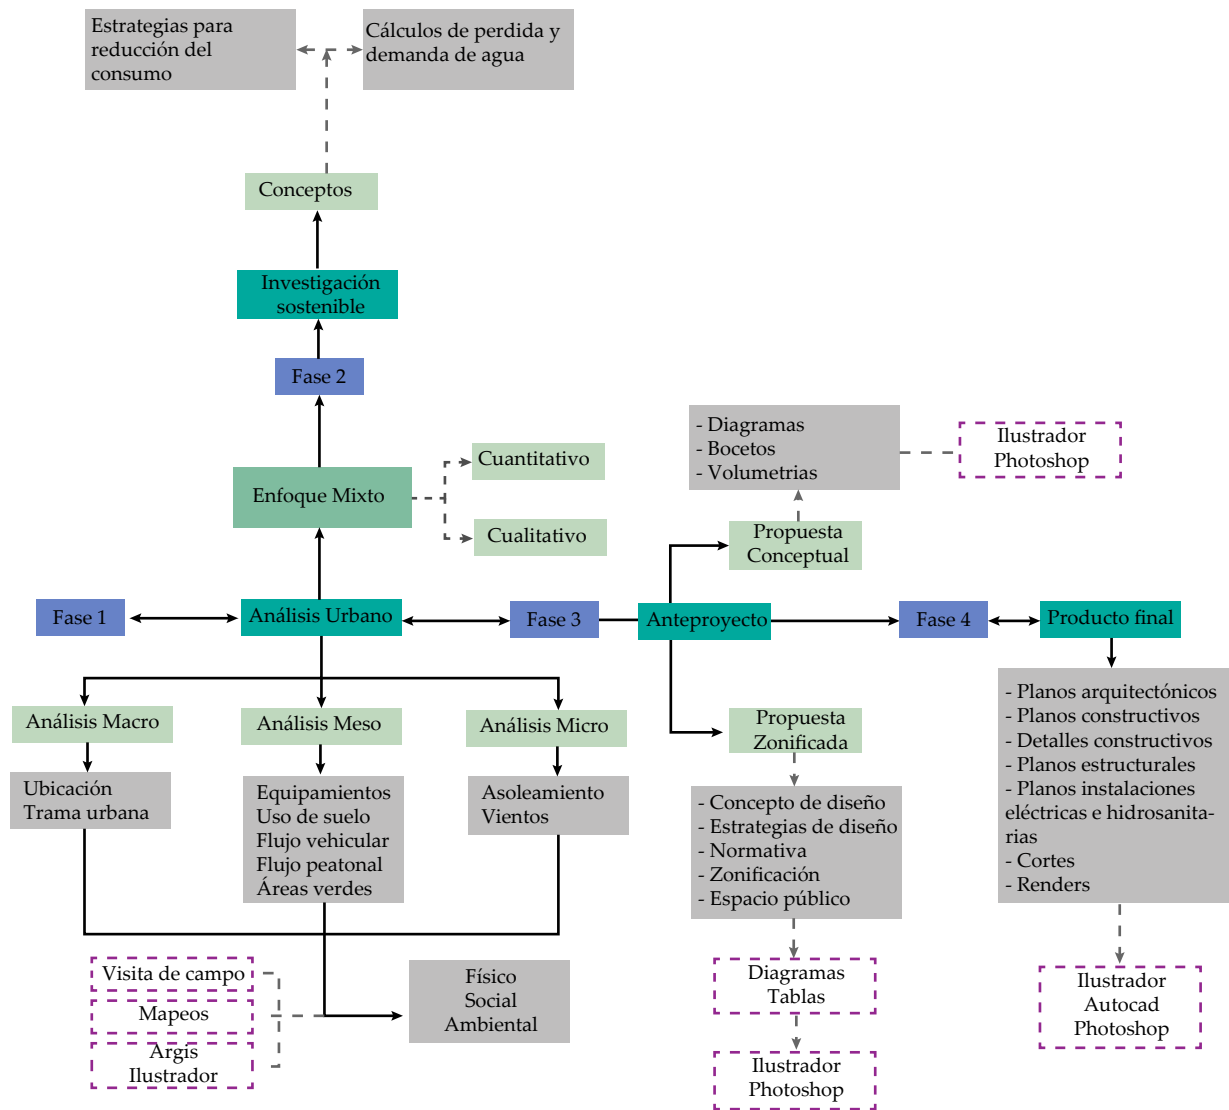 Estrategias para
reducción del
consumo
Cálculos de perdida y
demanda de agua
Conceptos
Investigación
sostenible
Fase 2
Enfoque Mixto
Cuantitativo
Cualitativo
- Diagramas
- Bocetos
- Volumetrias
Ilustrador
Photoshop
Propuesta
Conceptual
Fase 1
Análisis Urbano
Fase 3
Anteproyecto
Fase 4
Producto final
Análisis Macro
Análisis Meso
Análisis Micro
Propuesta
Zonificada
Ubicación
Trama urbana
Equipamientos
Uso de suelo
Flujo vehicular
Flujo peatonal
Áreas verdes
Asoleamiento
Vientos
- Concepto de diseño
- Estrategias de diseño
- Normativa
- Zonificación
- Espacio público
- Planos arquitectónicos
- Planos constructivos
- Detalles constructivos
- Planos estructurales
- Planos instalaciones
eléctricas e hidrosanita-
rias
- Cortes
- Renders
Visita de campo
Mapeos
Argis
Ilustrador
Físico
Social
Ambiental
Diagramas
Tablas
Ilustrador
Photoshop
Ilustrador
Autocad
Photoshop